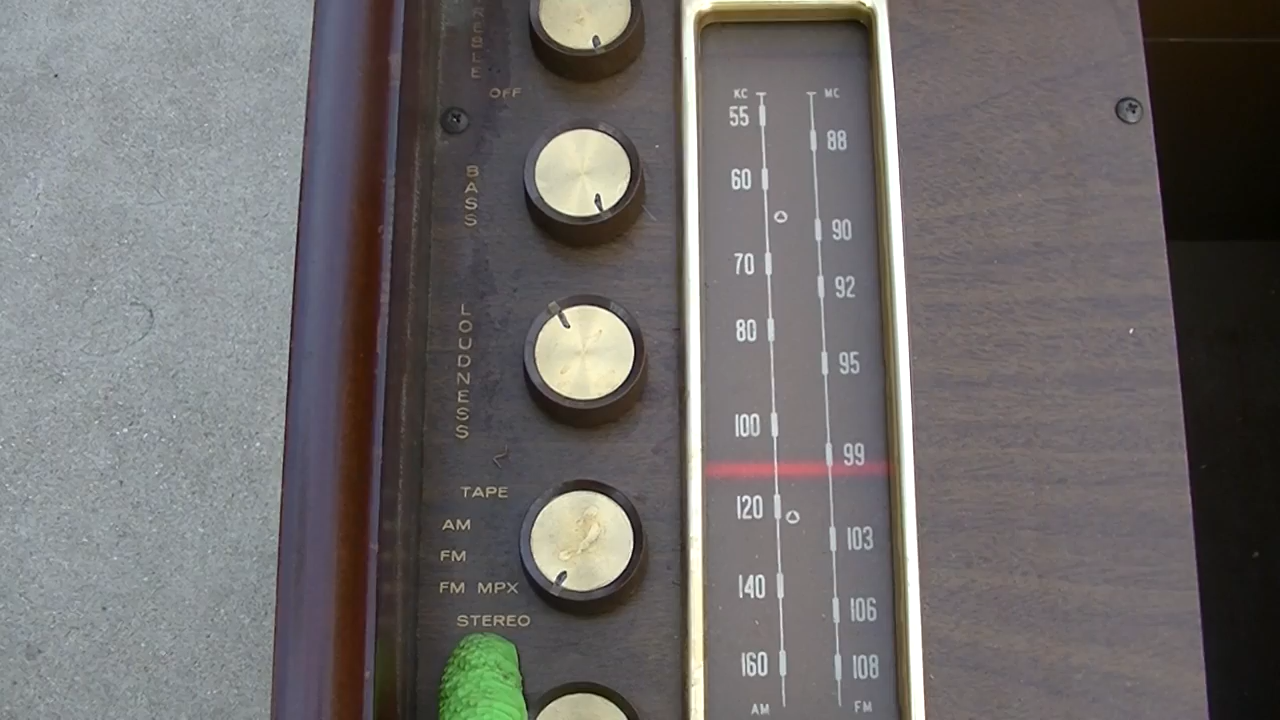 TREBLE
OFF
BASS
LOUDNESS
TAPE
AM
FM
FM MPX
STEREO
KC MC
55 88
60 90
70 92
80 95
100 99
120 103
140 106
160 108
AM FM